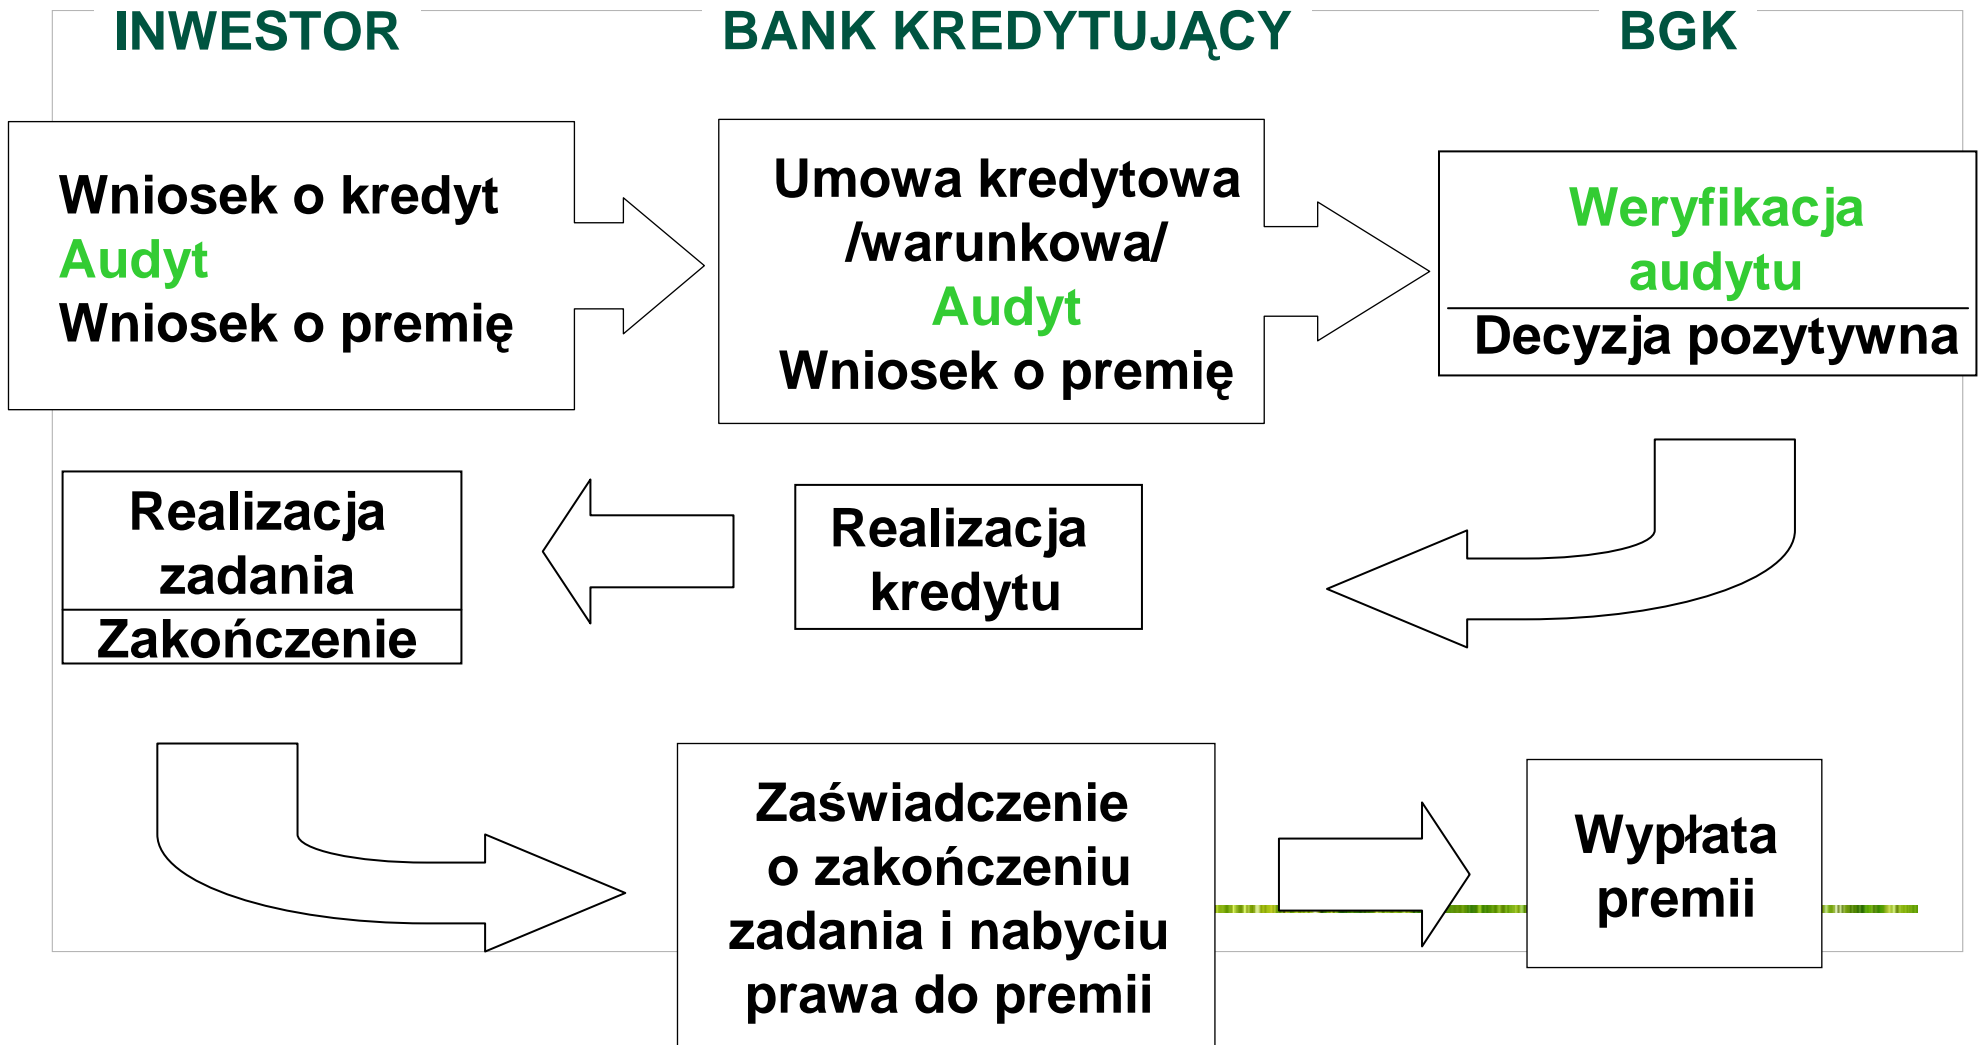 INWESTOR
BANK KREDYTUJĄCY
BGK
Wniosek o kredyt
Audyt
Wniosek o premię
Umowa kredytowa
/warunkowa/
Audyt
Wniosek o premię
Weryfikacja
audytu
Decyzja pozytywna
Realizacja
zadania
Zakończenie
Realizacja
kredytu
Zaświadczenie
o zakończeniu
zadania i nabyciu
prawa do premii
Wypłata
premii